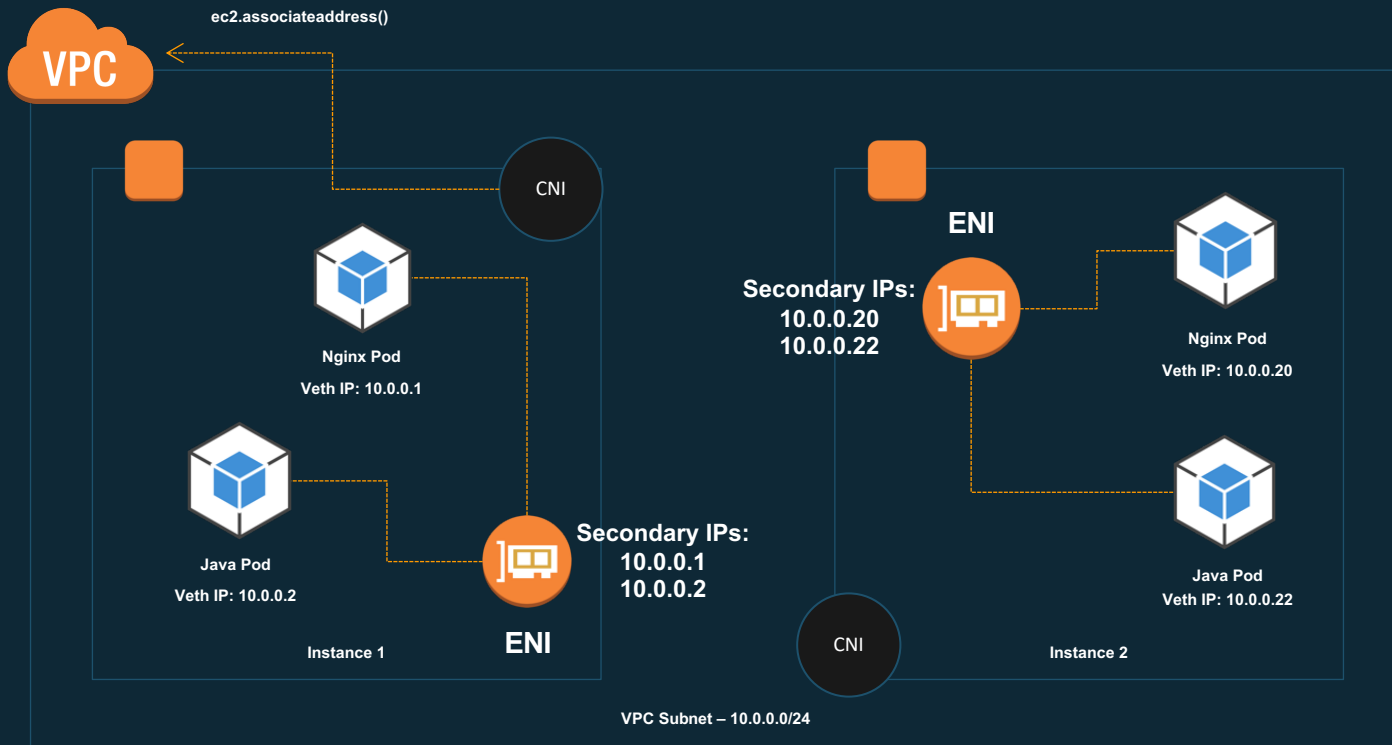 ec2.associateaddress()
VPC
CNI
Nginx Pod
Veth IP: 10.0.0.1
Java Pod
Veth IP: 10.0.0.2
Secondary IPs:
10.0.0.1
10.0.0.2
ENI
Instance 1
ENI
Secondary IPs:
10.0.0.20
10.0.0.22
Nginx Pod
Veth IP: 10.0.0.20
Java Pod
Veth IP: 10.0.0.22
CNI
Instance 2
VPC Subnet – 10.0.0.0/24